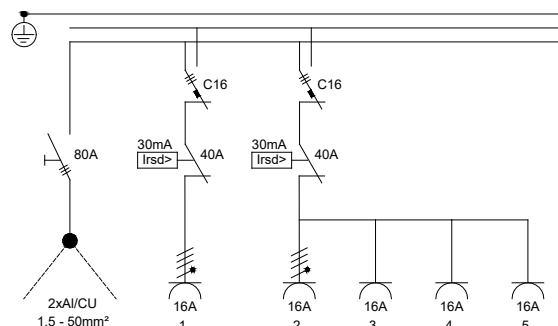 C16 C16
30mA 30mA
80A Irsd> 40A Irsd> 40A
2xAl/CU 16A 16A 16A 16A 16A
1,5 - 50mm² 1 2 3 4 5